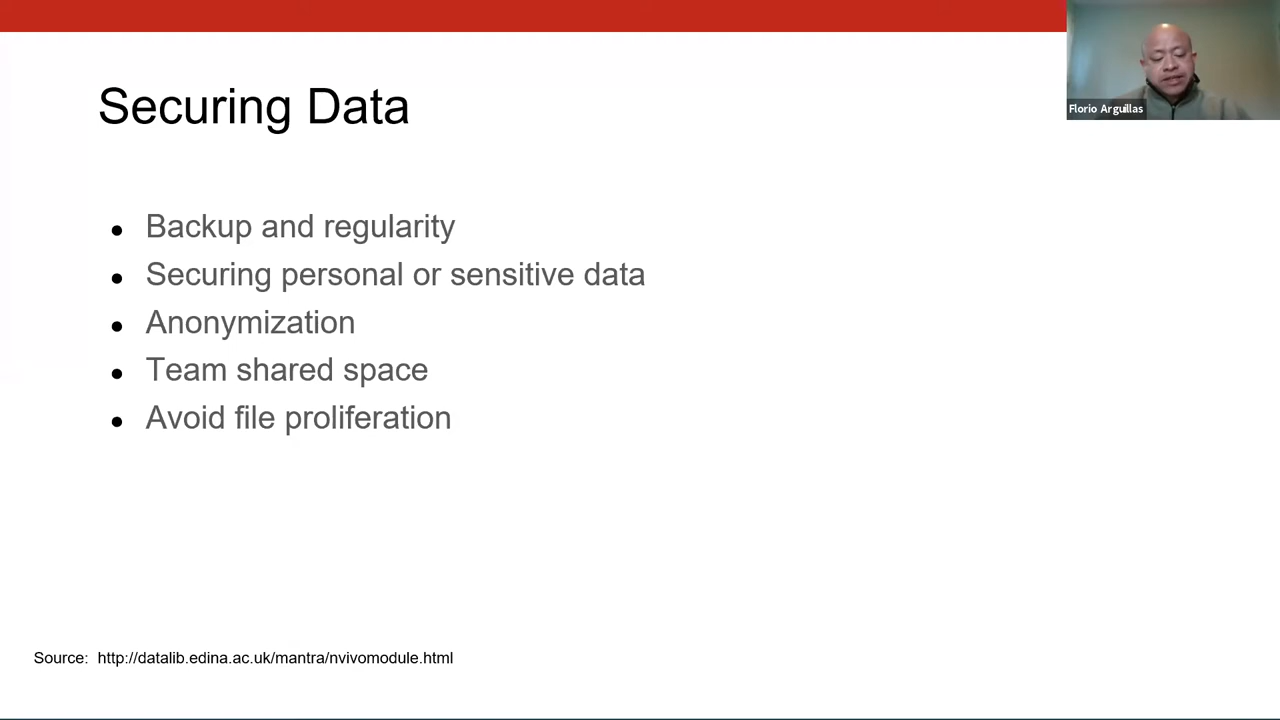 Securing Data
Florio Arguillas
● Backup and regularity
● Securing personal or sensitive data
● Anonymization
● Team shared space
● Avoid file proliferation
Source: http://datalib.edina.ac.uk/mantra/nvivomodule.html